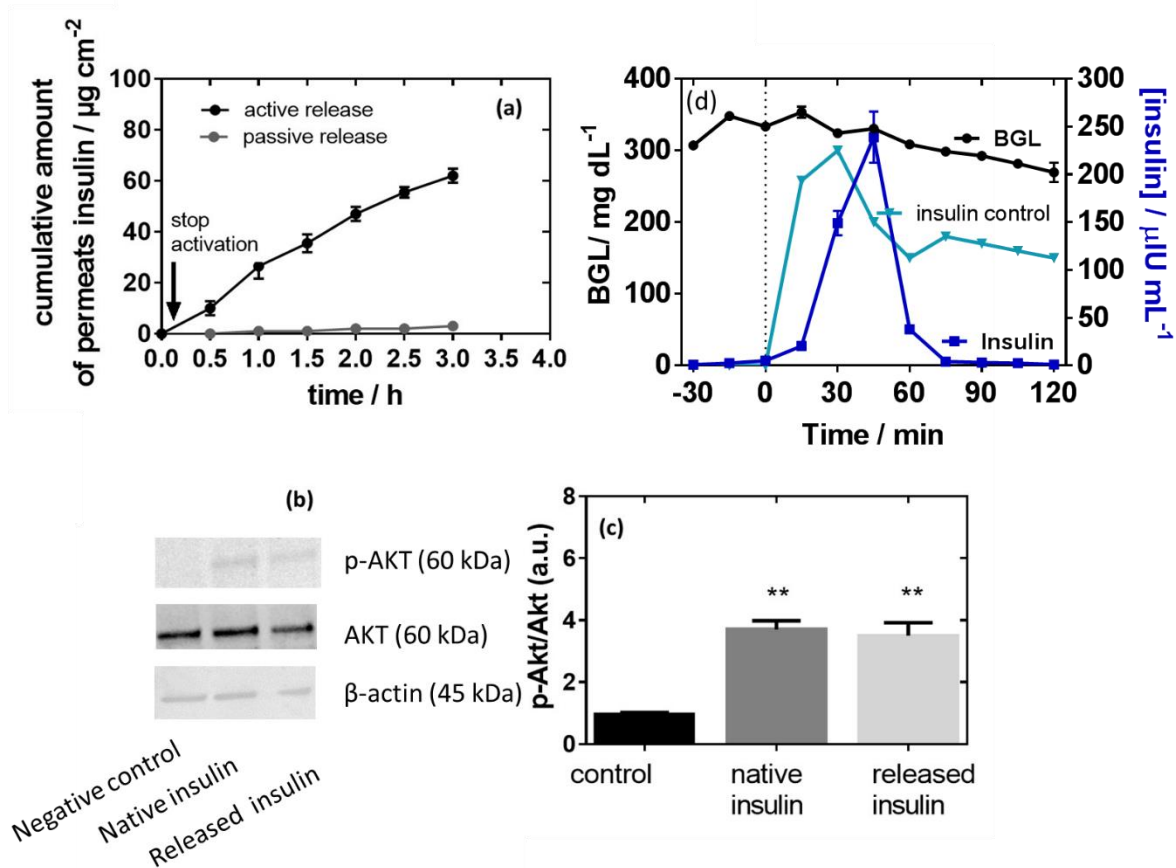 (a)
100
80
60
40
20
0
cumulative amount
of permeats insulin / µg cm⁻²
active release
passive release
stop
activation
0.0 0.5 1.0 1.5 2.0 2.5 3.0 3.5 4.0
time / h
(d)
400
300
200
100
0
BGL/ mg dL⁻¹
BGL
insulin control
Insulin
300
250
200
150
100
50
0
[insulin] / µIU mL⁻¹
-30 0 30 60 90 120
Time / min
(b)
p-AKT (60 kDa)
AKT (60 kDa)
β-actin (45 kDa)
Negative control
Native insulin
Released insulin
(c)
8
6
4
2
0
p-Akt/Akt (a.u.)
** **
control native released
insulin insulin